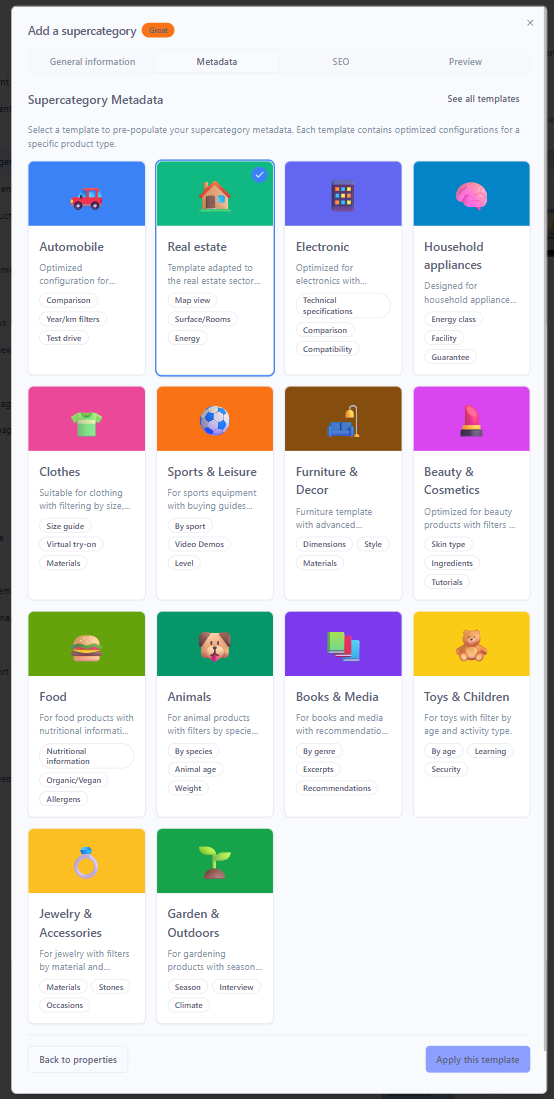 Add a supercategory Great ×
General information Metadata SEO Preview
Supercategory Metadata See all templates
Select a template to pre-populate your supercategory metadata. Each template contains optimized configurations for a
specific product type.
Automobile
Optimized
configuration for...
Comparison
Year/km filters
Test drive
Real estate
Template adapted to
the real estate sector...
Map view
Surface/Rooms
Energy
Electronic
Optimized for
electronics with...
Technical
specifications
Comparison
Compatibility
Household
appliances
Designed for
household appliance...
Energy class
Facility
Guarantee
Clothes
Suitable for clothing
with filtering by size,...
Size guide
Virtual try-on
Materials
Sports & Leisure
For sports equipment
with buying guides...
By sport
Video Demos
Level
Furniture &
Decor
Furniture template
with advanced...
Dimensions Style
Materials
Beauty &
Cosmetics
Optimized for beauty
products with filters ...
Skin type
Ingredients
Tutorials
Food
For food products with
nutritional informati...
Nutritional
information
Organic/Vegan
Allergens
Animals
For animal products
with filters by specie...
By species
Animal age
Weight
Books & Media
For books and media
with recommendatio...
By genre
Excerpts
Recommendations
Toys & Children
For toys with filter by
age and activity type.
By age Learning
Security
Jewelry &
Accessories
For jewelry with filters
by material and...
Materials Stones
Occasions
Garden &
Outdoors
For gardening
products with season...
Season Interview
Climate
Back to properties Apply this template